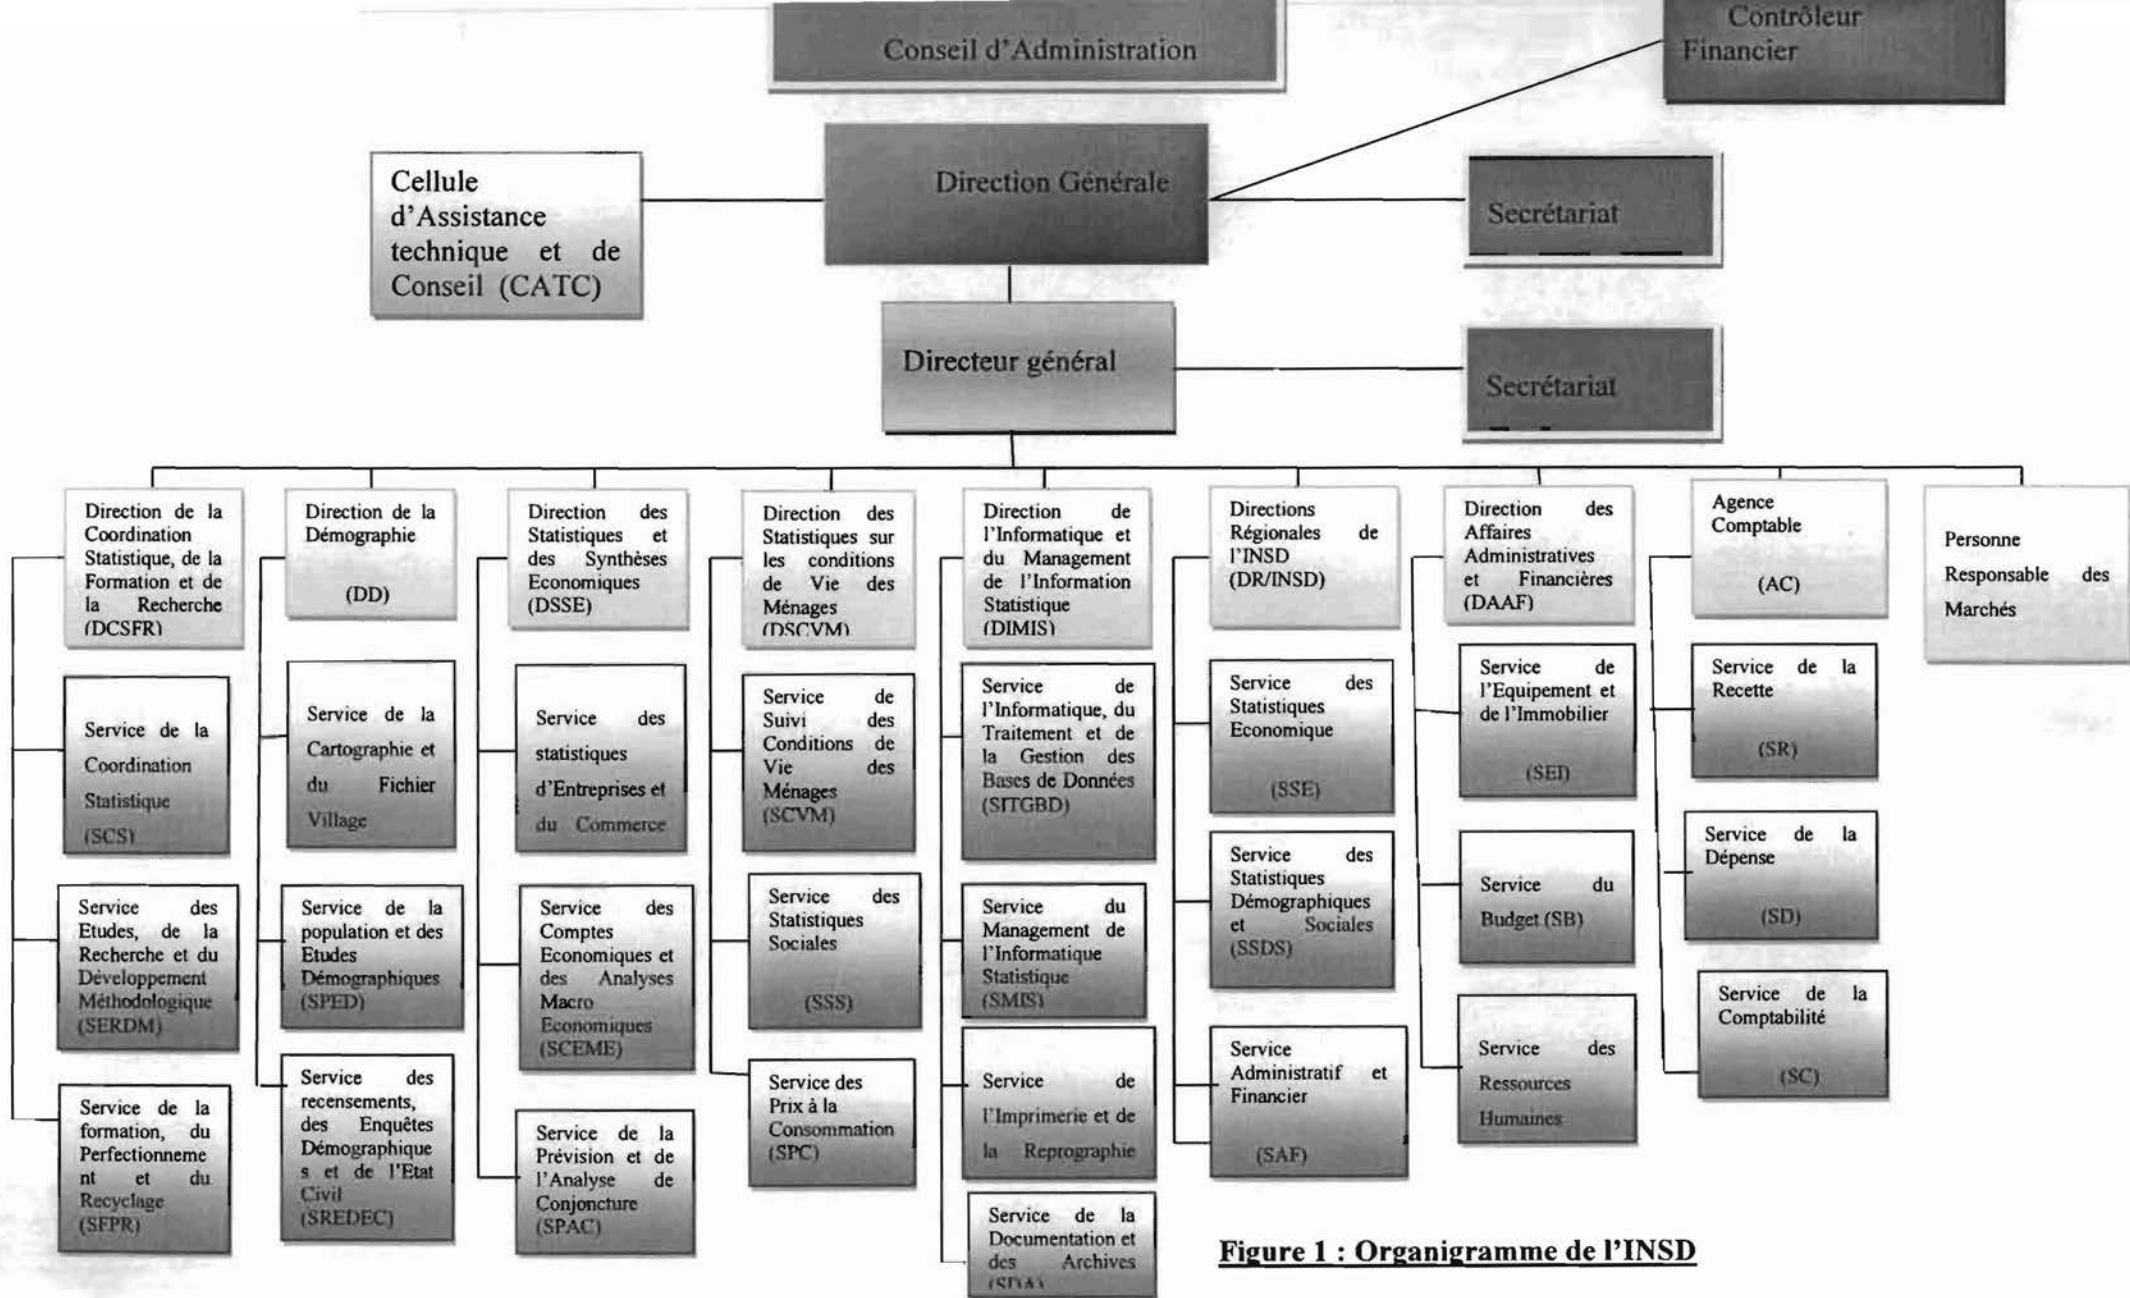 Conseil d'Administration
Contrôleur
Financier
Cellule
d'Assistance
technique et de
Conseil (CATC)
Direction Générale
Secrétariat
Directeur général
Secrétariat
Direction de la
Coordination
Statistique, de la
Formation et de
la Recherche
(DCSFR)
Direction de la
Démographie
(DD)
Direction des
Statistiques et
des Synthèses
Economiques
(DSSE)
Direction des
Statistiques sur
les conditions
de Vie des
Ménages
(DSCVM)
Direction de
l'Informatique et
du Management
de l'Information
Statistique
(DIMIS)
Directions
Régionales de
l'INSD
(DR/INSD)
Direction des
Affaires
Administratives
et Financières
(DAAF)
Agence
Comptable
(AC)
Personne
Responsable des
Marchés
Service de la
Coordination
Statistique
(SCS)
Service de la
Cartographie et
du Fichier
Village
Service des
statistiques
d'Entreprises et
du Commerce
Service de
Suivi des
Conditions de
Vie des
Ménages
(SCVM)
Service de
l'Informatique, du
Traitement et de
la Gestion des
Bases de Données
(SITGBD)
Service des
Statistiques
Economique
(SSE)
Service de
l'Equipement et
de l'Immobilier
(SEI)
Service de la
Recette
(SR)
Service des
Etudes, de la
Recherche et du
Développement
Méthodologique
(SERDM)
Service de la
population et des
Etudes
Démographiques
(SPED)
Service des
Comptes
Economiques et
des Analyses
Macro
Economiques
(SCEME)
Service des
Statistiques
Sociales
(SSS)
Service du
Management de
l'Informatique
Statistique
(SMIS)
Service des
Statistiques
Démographiques
et Sociales
(SSDS)
Service du
Budget (SB)
Service de la
Dépense
(SD)
Service de la
formation, du
Perfectionneme
nt et du
Recyclage
(SFPR)
Service des
recensements,
des Enquêtes
Démographique
s et de l'Etat
Civil
(SREDEC)
Service de la
Prévision et de
l'Analyse de
Conjoncture
(SPAC)
Service des
Prix à la
Consommation
(SPC)
Service de
l'Imprimerie et de
la Reprographie
Service
Administratif et
Financier
(SAF)
Service des
Ressources
Humaines
Service de la
Comptabilité
(SC)
Service de la
Documentation et
des Archives
(SDA)
Figure 1 : Organigramme de l'INSD